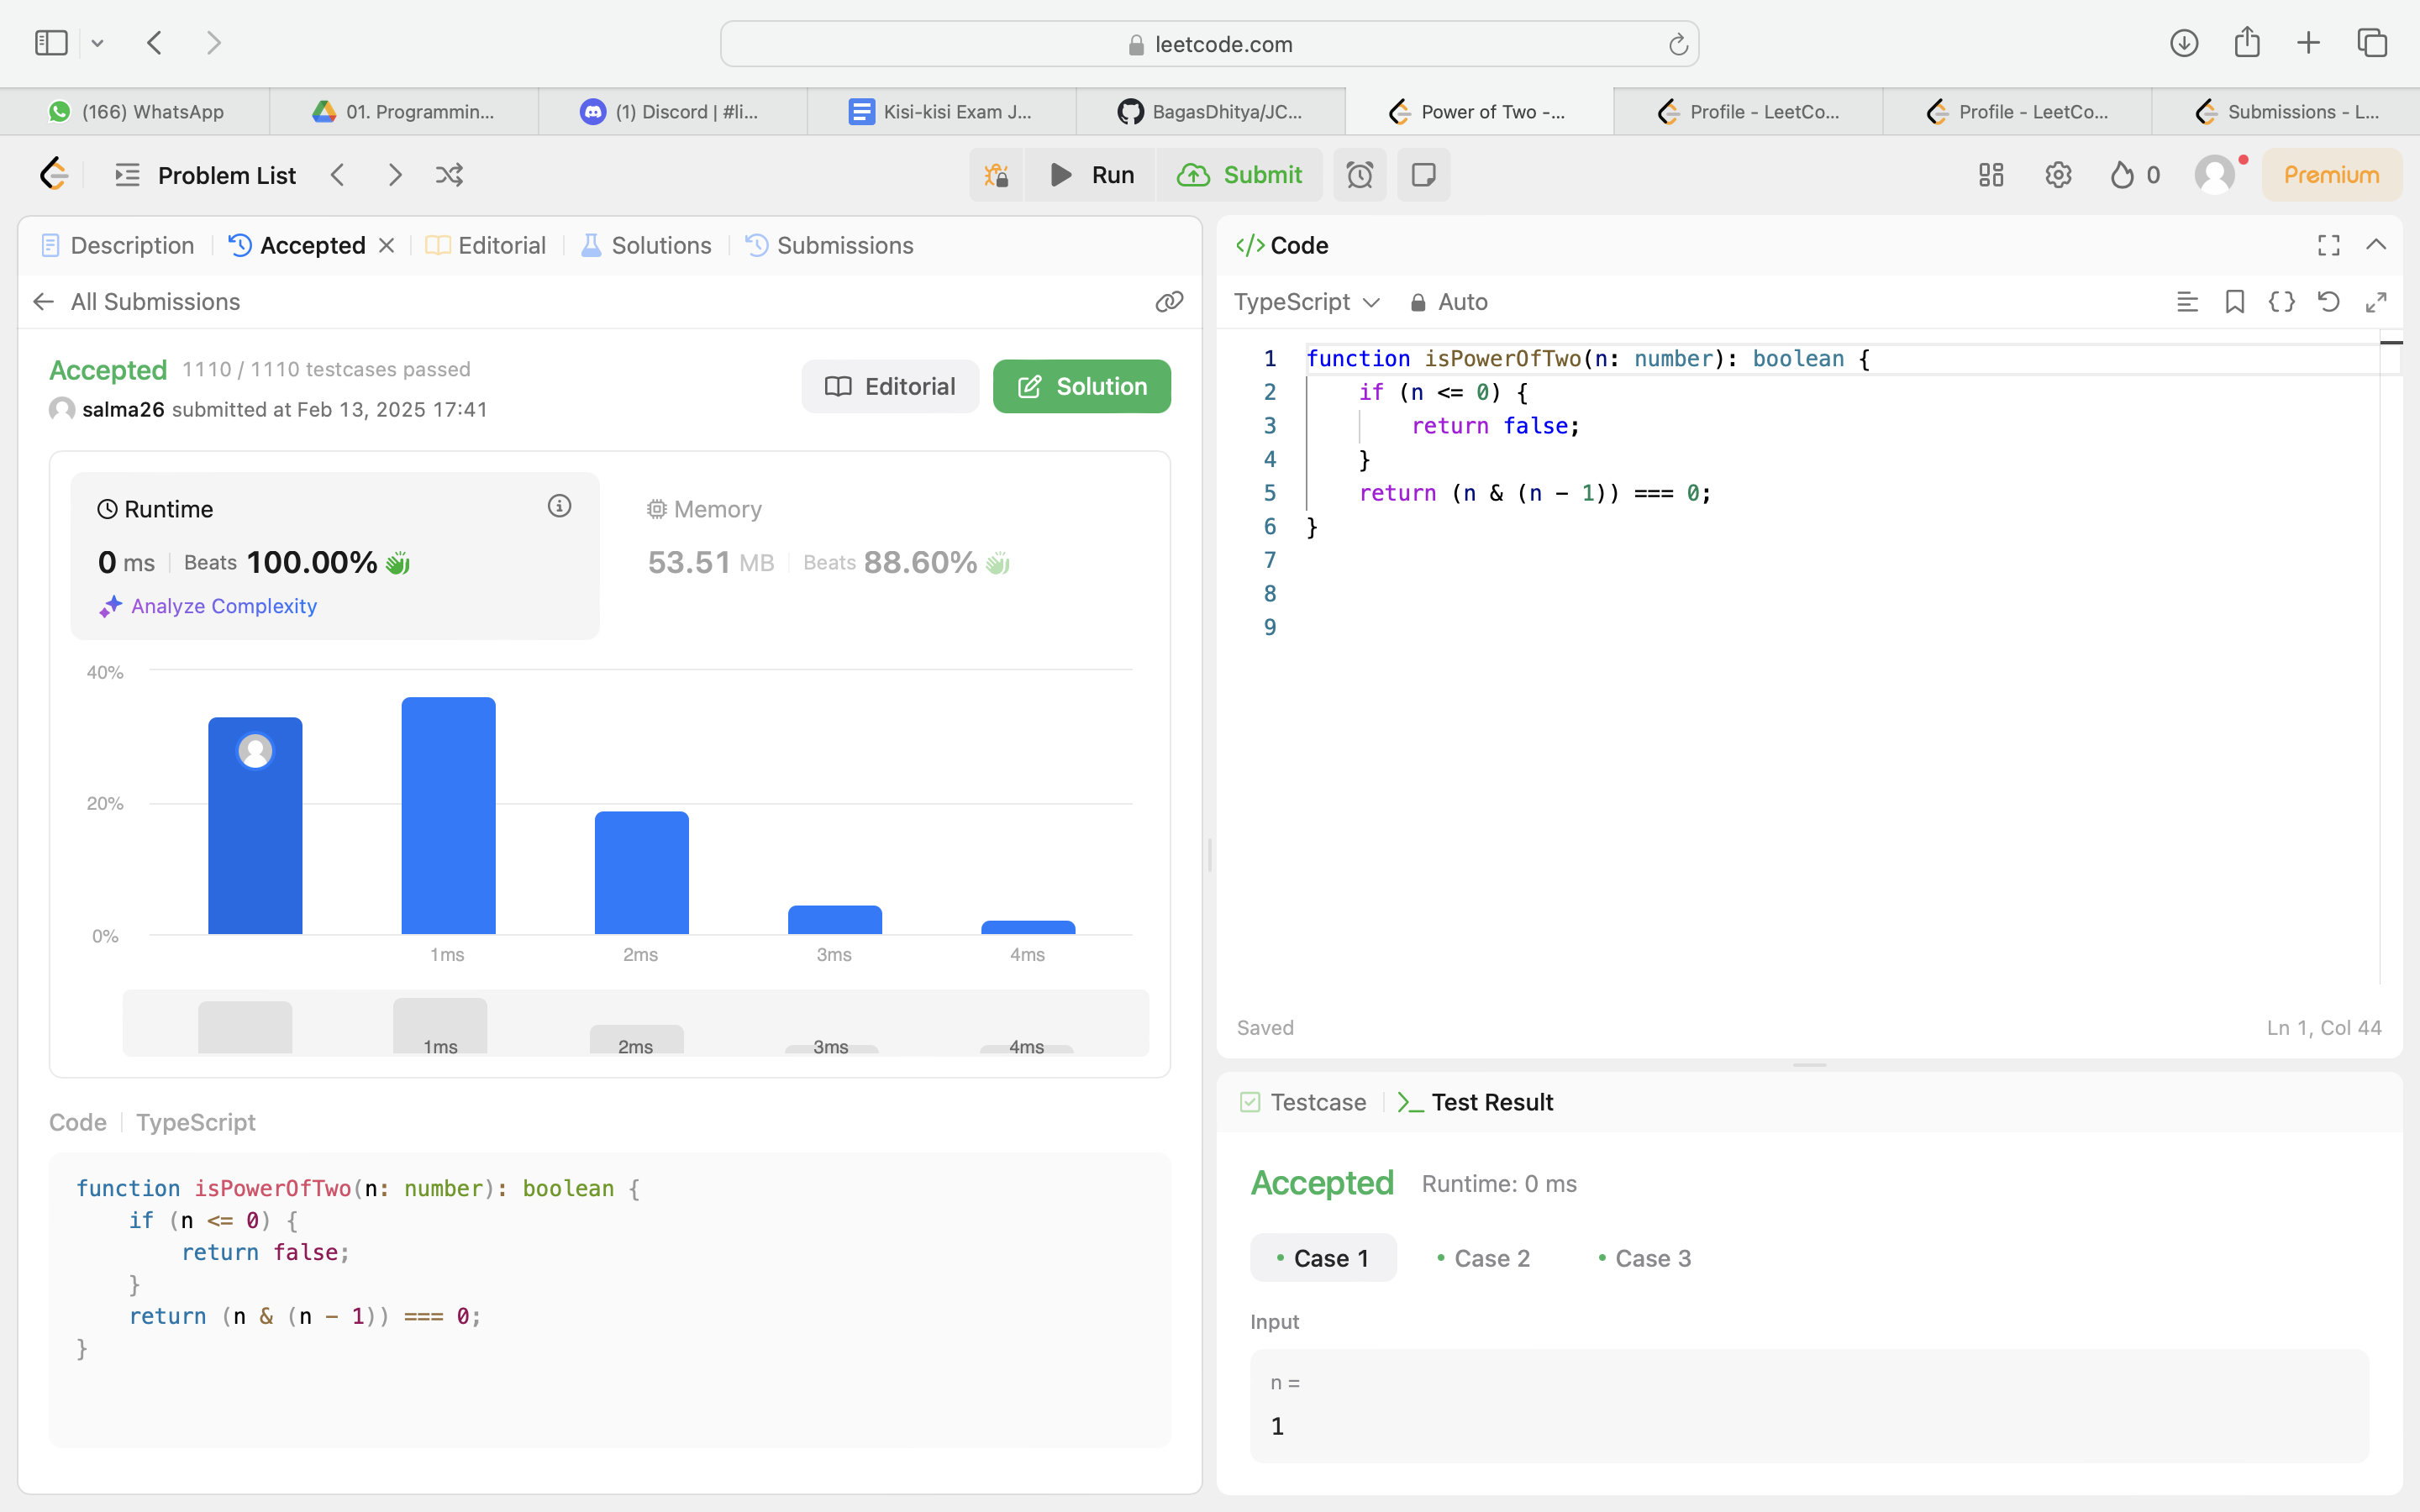 leetcode.com
(166) WhatsApp
01. Programmin...
(1) Discord | #li...
Kisi-kisi Exam J...
BagasDhitya/JC...
Power of Two -...
Profile - LeetCo...
Profile - LeetCo...
Submissions - L...
Problem List
Run
Submit
0
Premium
Description
Accepted
Editorial
Solutions
Submissions
All Submissions
Accepted 1110 / 1110 testcases passed
salma26 submitted at Feb 13, 2025 17:41
Editorial
Solution
Runtime
0 ms Beats 100.00%
Analyze Complexity
Memory
53.51 MB Beats 88.60%
40%
20%
0%
1ms
2ms
3ms
4ms
1ms
2ms
3ms
4ms
Code | TypeScript
function isPowerOfTwo(n: number): boolean {
    if (n <= 0) {
        return false;
    }
    return (n & (n - 1)) === 0;
}
</> Code
TypeScript
Auto
1 function isPowerOfTwo(n: number): boolean {
2     if (n <= 0) {
3         return false;
4     }
5     return (n & (n - 1)) === 0;
6 }
7
8
9
Saved
Ln 1, Col 44
Testcase
>_ Test Result
Accepted Runtime: 0 ms
• Case 1
• Case 2
• Case 3
Input
n =
1